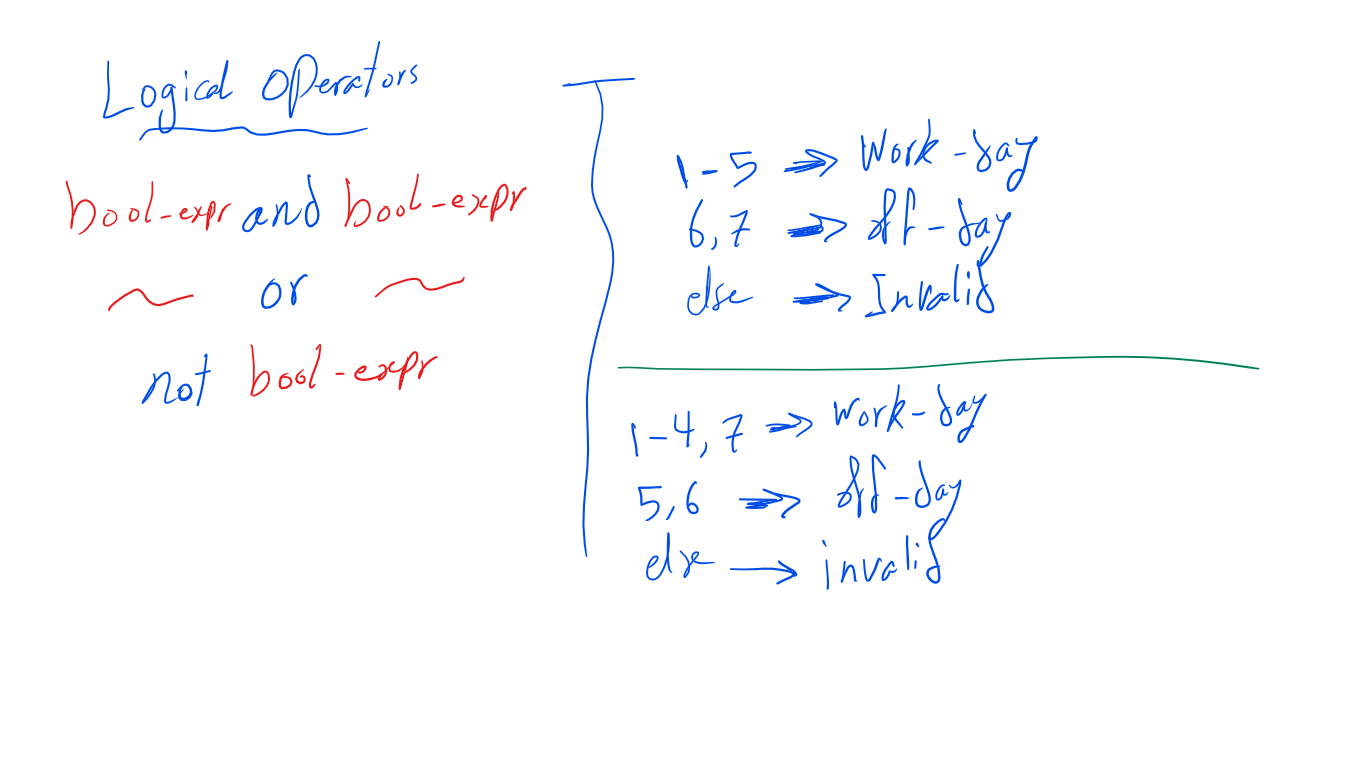 Logical Operators
bool-expr and bool-expr
or
not bool-expr
1-5 => Work-day
6,7 => off-day
else => Invalid
1-4,7 => Work-day
5,6 => off-day
else → invalid